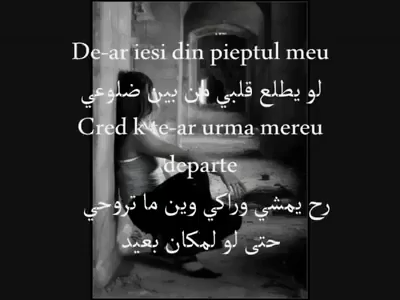 De-ar iesi din pieptul meu
لو يطلع قلبي من بين ضلوعي
Cred k te-ar urma mereu
departe
رح يمشي وراكي وين ما تروحي
حتى لو لمكان بعيد